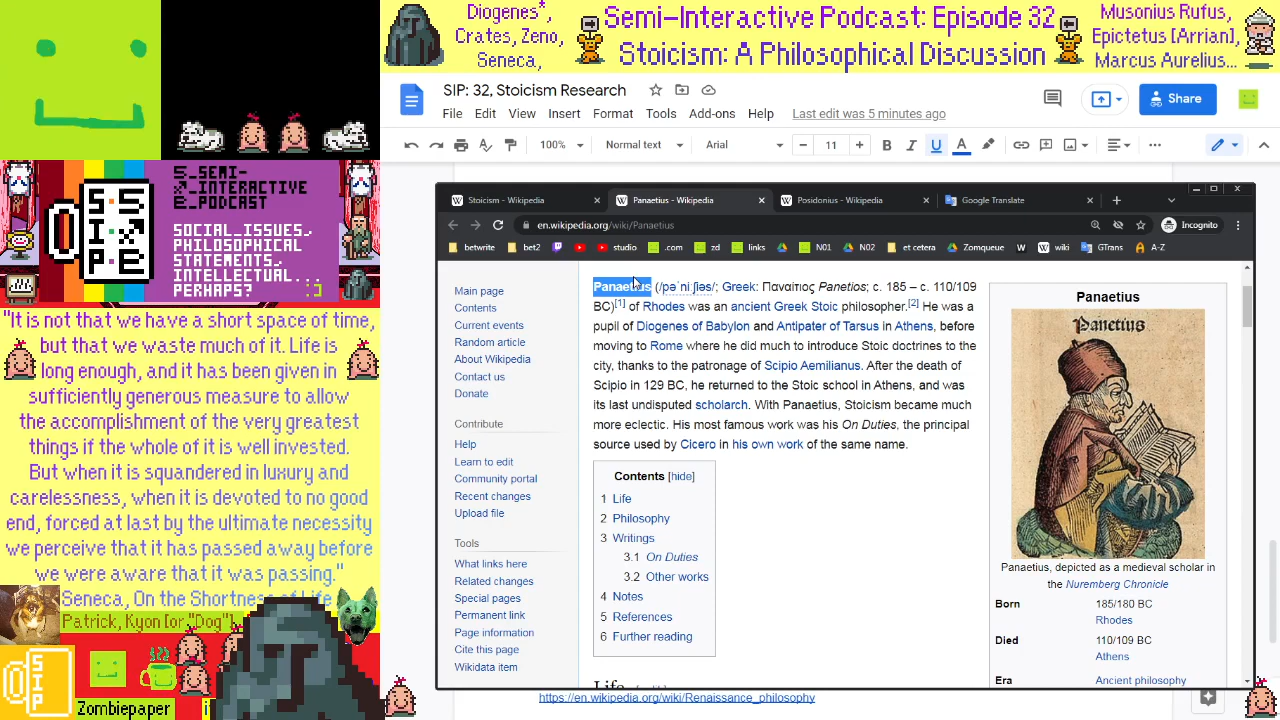 Diogenes*,
Crates, Zeno,
Seneca,
Semi-Interactive Podcast: Episode 32
Stoicism: A Philosophical Discussion
Musonius Rufus,
Epictetus [Arrian],
Marcus Aurelius...
SIP: 32, Stoicism Research
File Edit View Insert Format Tools Add-ons Help Last edit was 5 minutes ago
Share
100% Normal text Arial 11 B I U A
S_SEMI-
_INTERACTIVE
_PODCAST
SOCIAL_ISSUES,
PHILOSOPHICAL
STATEMENTS,
INTELLECTUAL...
PERHAPS? :)
"It is not that we have a short space of time,
but that we waste much of it. Life is
long enough, and it has been given in
sufficiently generous measure to allow
the accomplishment of the very greatest
things if the whole of it is well invested.
But when it is squandered in luxury and
carelessness, when it is devoted to no good
end, forced at last by the ultimate necessity
we perceive that it has passed away before
we were aware that it was passing."
Seneca, On the Shortness of Life
Patrick, Kyon [or "Dog"],
SIP
Zombiepaper
Stoicism - Wikipedia Panaetius - Wikipedia Posidonius - Wikipedia Google Translate
en.wikipedia.org/wiki/Panaetius Incognito
betwrite bet2 studio .com zd links N01 N02 et cetera Zomqueue wiki GTrans A-Z
Main page
Contents
Current events
Random article
About Wikipedia
Contact us
Donate
Contribute
Help
Learn to edit
Community portal
Recent changes
Upload file
Tools
What links here
Related changes
Special pages
Permanent link
Page information
Cite this page
Wikidata item
Panaetius (/pəˈniːʃiəs/; Greek: Παναίτιος Panetios; c. 185 – c. 110/109
BC)[1] of Rhodes was an ancient Greek Stoic philosopher.[2] He was a
pupil of Diogenes of Babylon and Antipater of Tarsus in Athens, before
moving to Rome where he did much to introduce Stoic doctrines to the
city, thanks to the patronage of Scipio Aemilianus. After the death of
Scipio in 129 BC, he returned to the Stoic school in Athens, and was
its last undisputed scholarch. With Panaetius, Stoicism became much
more eclectic. His most famous work was his On Duties, the principal
source used by Cicero in his own work of the same name.
Contents [hide]
1 Life
2 Philosophy
3 Writings
3.1 On Duties
3.2 Other works
4 Notes
5 References
6 Further reading
Life
Panaetius
Panetius
Panaetius, depicted as a medieval scholar in
the Nuremberg Chronicle
Born 185/180 BC
Rhodes
Died 110/109 BC
Athens
Era Ancient philosophy
https://en.wikipedia.org/wiki/Renaissance_philosophy